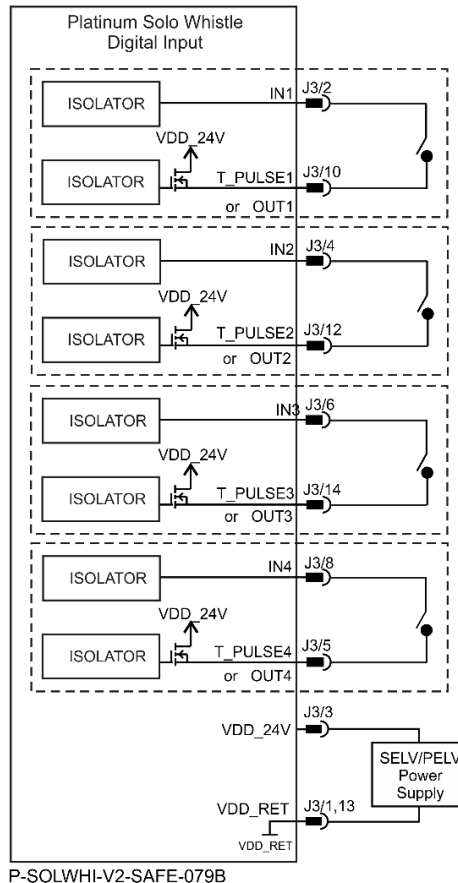 Platinum Solo Whistle
Digital Input
IN1 J3/2
ISOLATOR
VDD_24V
ISOLATOR
T_PULSE1 J3/10
or OUT1
IN2 J3/4
ISOLATOR
VDD_24V
ISOLATOR
T_PULSE2 J3/12
or OUT2
IN3 J3/6
ISOLATOR
VDD_24V
ISOLATOR
T_PULSE3 J3/14
or OUT3
IN4 J3/8
ISOLATOR
VDD_24V
ISOLATOR
T_PULSE4 J3/5
or OUT4
VDD_24V J3/3
SELV/PELV
Power
Supply
VDD_RET J3/1,13
VDD_RET
P-SOLWHI-V2-SAFE-079B